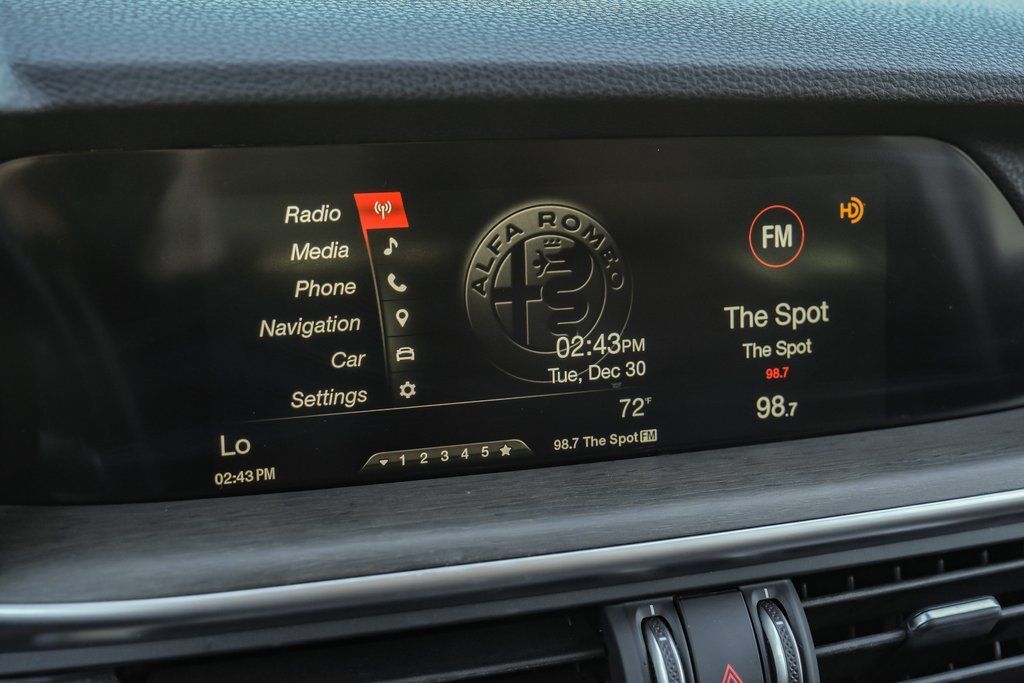 Radio
Media
Phone
Navigation
Car
Settings
ALFA ROMEO
02:43PM
Tue, Dec 30
72°F
98.7 The Spot FM
Lo
02:43 PM
1 2 3 4 5
FM
HD
The Spot
The Spot
98.7
98.7